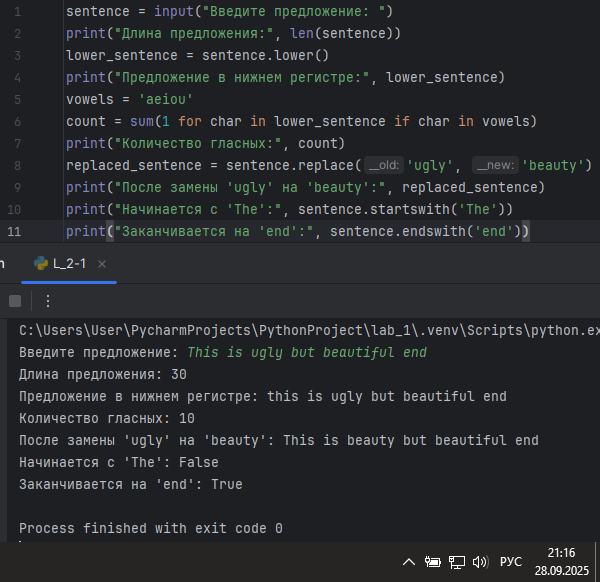 1 sentence = input("Введите предложение: ")
2 print("Длина предложения:", len(sentence))
3 lower_sentence = sentence.lower()
4 print("Предложение в нижнем регистре:", lower_sentence)
5 vowels = 'aeiou'
6 count = sum(1 for char in lower_sentence if char in vowels)
7 print("Количество гласных:", count)
8 replaced_sentence = sentence.replace(__old: 'ugly', __new: 'beauty')
9 print("После замены 'ugly' на 'beauty':", replaced_sentence)
10 print("Начинается с 'The':", sentence.startswith('The'))
11 print("Заканчивается на 'end':", sentence.endswith('end'))
L_2-1
C:\Users\User\PycharmProjects\PythonProject\lab_1\.venv\Scripts\python.ex
Введите предложение: This is ugly but beautiful end
Длина предложения: 30
Предложение в нижнем регистре: this is ugly but beautiful end
Количество гласных: 10
После замены 'ugly' на 'beauty': This is beauty but beautiful end
Начинается с 'The': False
Заканчивается на 'end': True
Process finished with exit code 0
РУС
21:16
28.09.2025